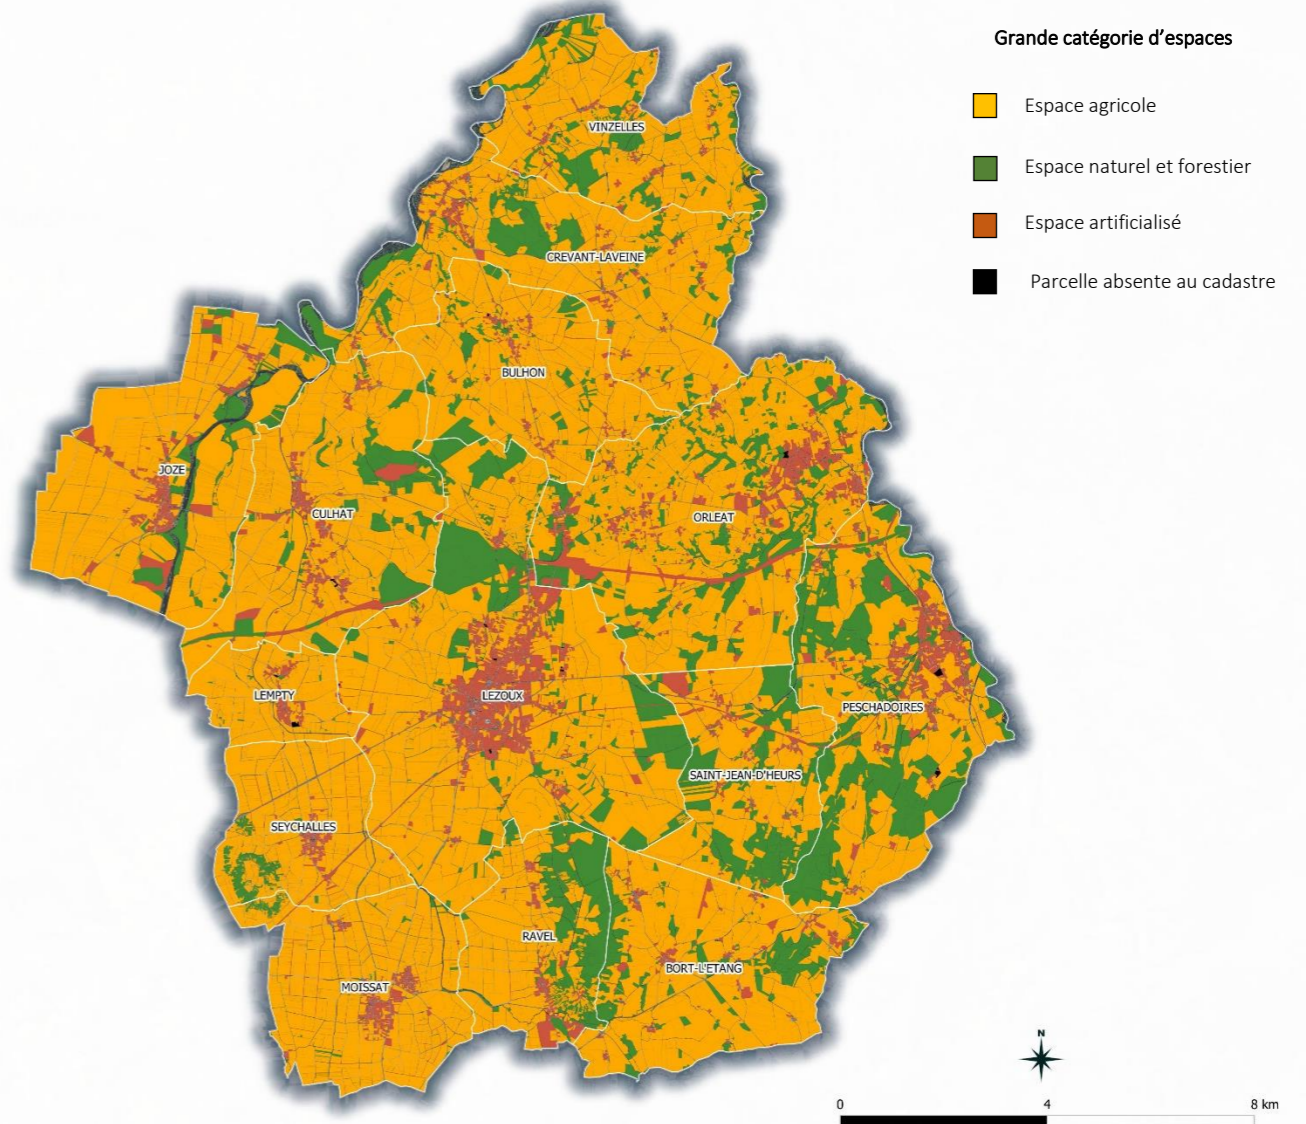 Grande catégorie d'espaces
Espace agricole
Espace naturel et forestier
Espace artificialisé
Parcelle absente au cadastre
VINZELLES
CREVANT-LAVEINE
BULHON
JOZE
CULHAT
ORLEAT
LEMPTY
LEZOUX
PESCHADOIRES
SAINT-JEAN-D'HEURS
SEYCHALLES
RAVEL
BORT-L'ETANG
MOISSAT
N
0 4 8 km